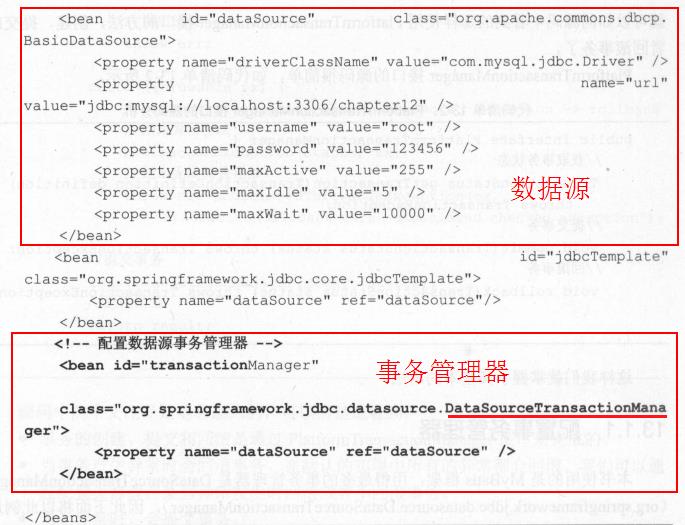 <bean id="dataSource" class="org.apache.commons.dbcp.
BasicDataSource">
<property name="driverClassName" value="com.mysql.jdbc.Driver" />
<property name="url"
value="jdbc:mysql://localhost:3306/chapter12" />
<property name="username" value="root" />
<property name="password" value="123456" />
<property name="maxActive" value="255" />
<property name="maxIdle" value="5" />
<property name="maxWait" value="10000" />
数据源
</bean>
<bean id="jdbcTemplate"
class="org.springframework.jdbc.core.jdbcTemplate">
<property name="dataSource" ref="dataSource"/>
</bean>
<!-- 配置数据源事务管理器 -->
<bean id="transactionManager"
事务管理器
class="org.springframework.jdbc.datasource.DataSourceTransactionMana
ger">
<property name="dataSource" ref="dataSource" />
</bean>
</beans>